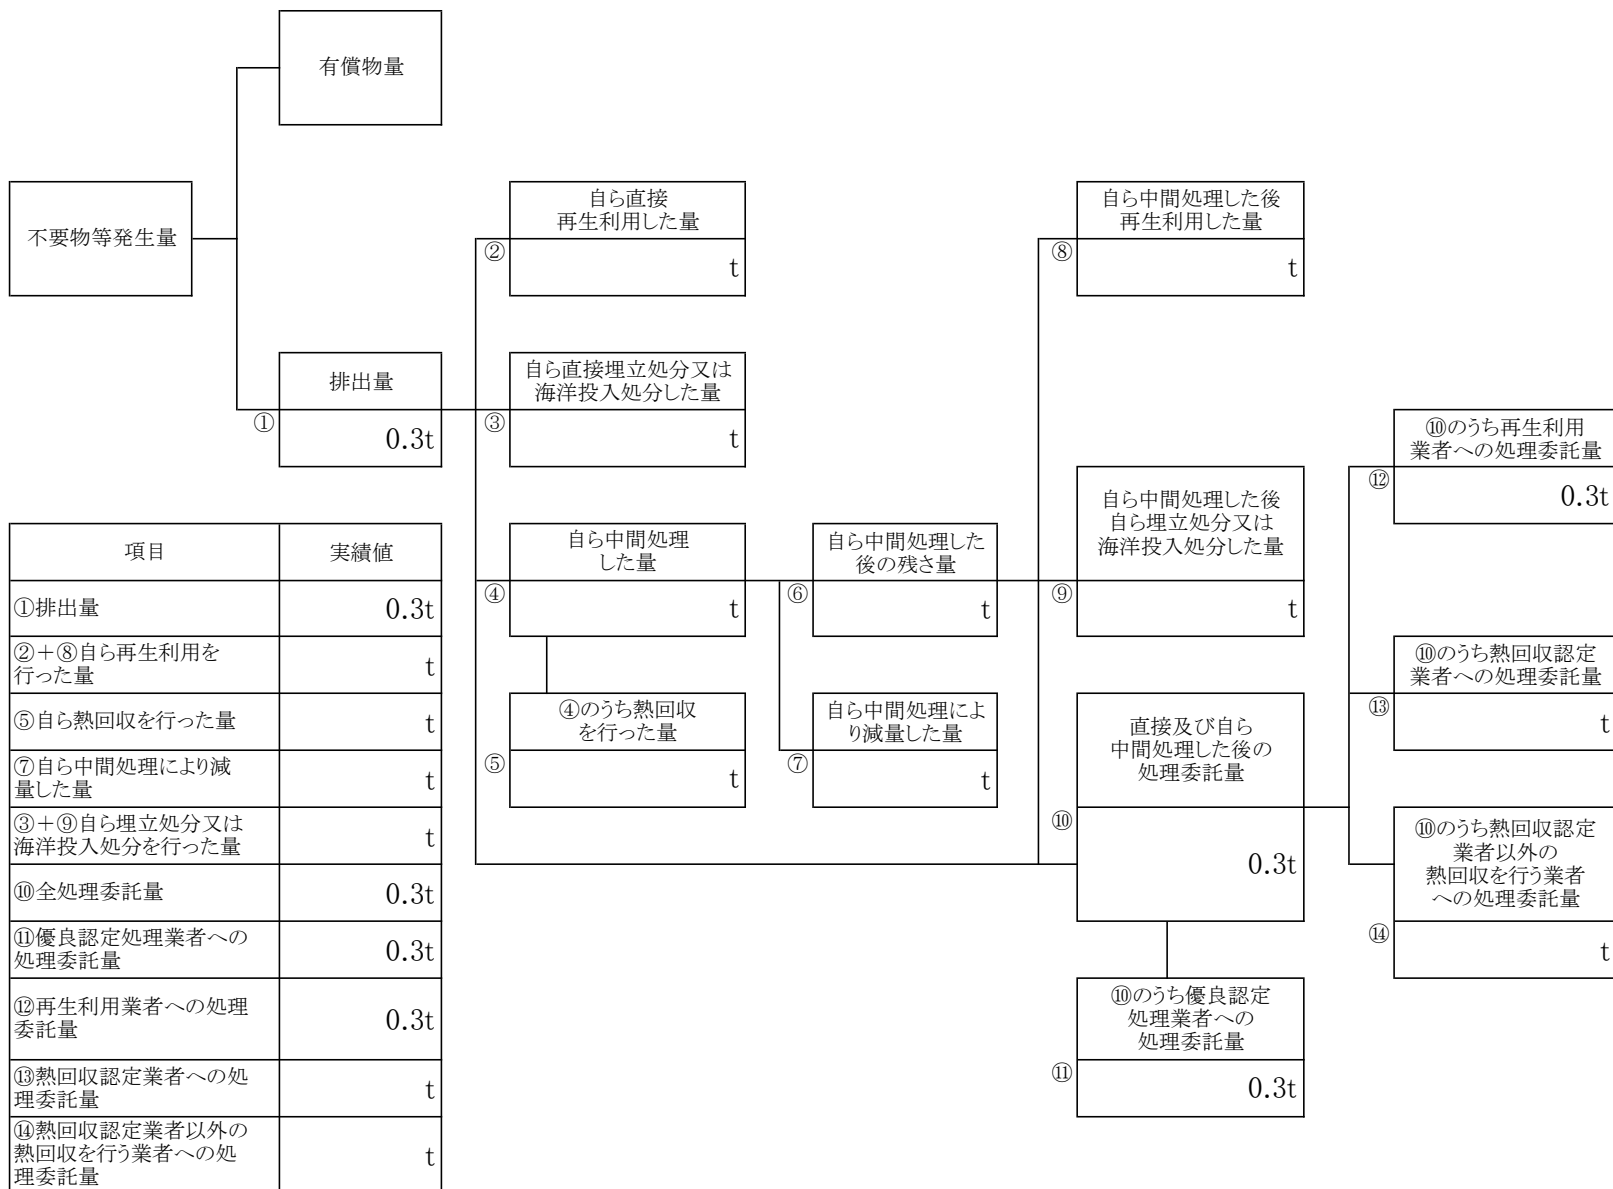 有償物量
不要物等発生量
自ら直接
再生利用した量
②
t
自ら中間処理した後
再生利用した量
⑧
t
排出量
①
0.3t
自ら直接埋立処分又は
海洋投入処分した量
③
t
⑩のうち再生利用
業者への処理委託量
⑫
0.3t
自ら中間処理した後
自ら埋立処分又は
海洋投入処分した量
⑨
t
自ら中間処理
した量
④
t
自ら中間処理した
後の残さ量
⑥
t
④のうち熱回収
を行った量
⑤
t
自ら中間処理によ
り減量した量
⑦
t
直接及び自ら
中間処理した後の
処理委託量
⑩
0.3t
⑩のうち熱回収認定
業者への処理委託量
⑬
t
⑩のうち熱回収認定
業者以外の
熱回収を行う業者
への処理委託量
⑭
t
⑩のうち優良認定
処理業者への
処理委託量
⑪
0.3t
項目 実績値
①排出量 0.3t
②＋⑧自ら再生利用を
行った量 t
⑤自ら熱回収を行った量 t
⑦自ら中間処理により減
量した量 t
③＋⑨自ら埋立処分又は
海洋投入処分を行った量 t
⑩全処理委託量 0.3t
⑪優良認定処理業者への
処理委託量 0.3t
⑫再生利用業者への処理
委託量 0.3t
⑬熱回収認定業者への処
理委託量 t
⑭熱回収認定業者以外の
熱回収を行う業者への処
理委託量 t